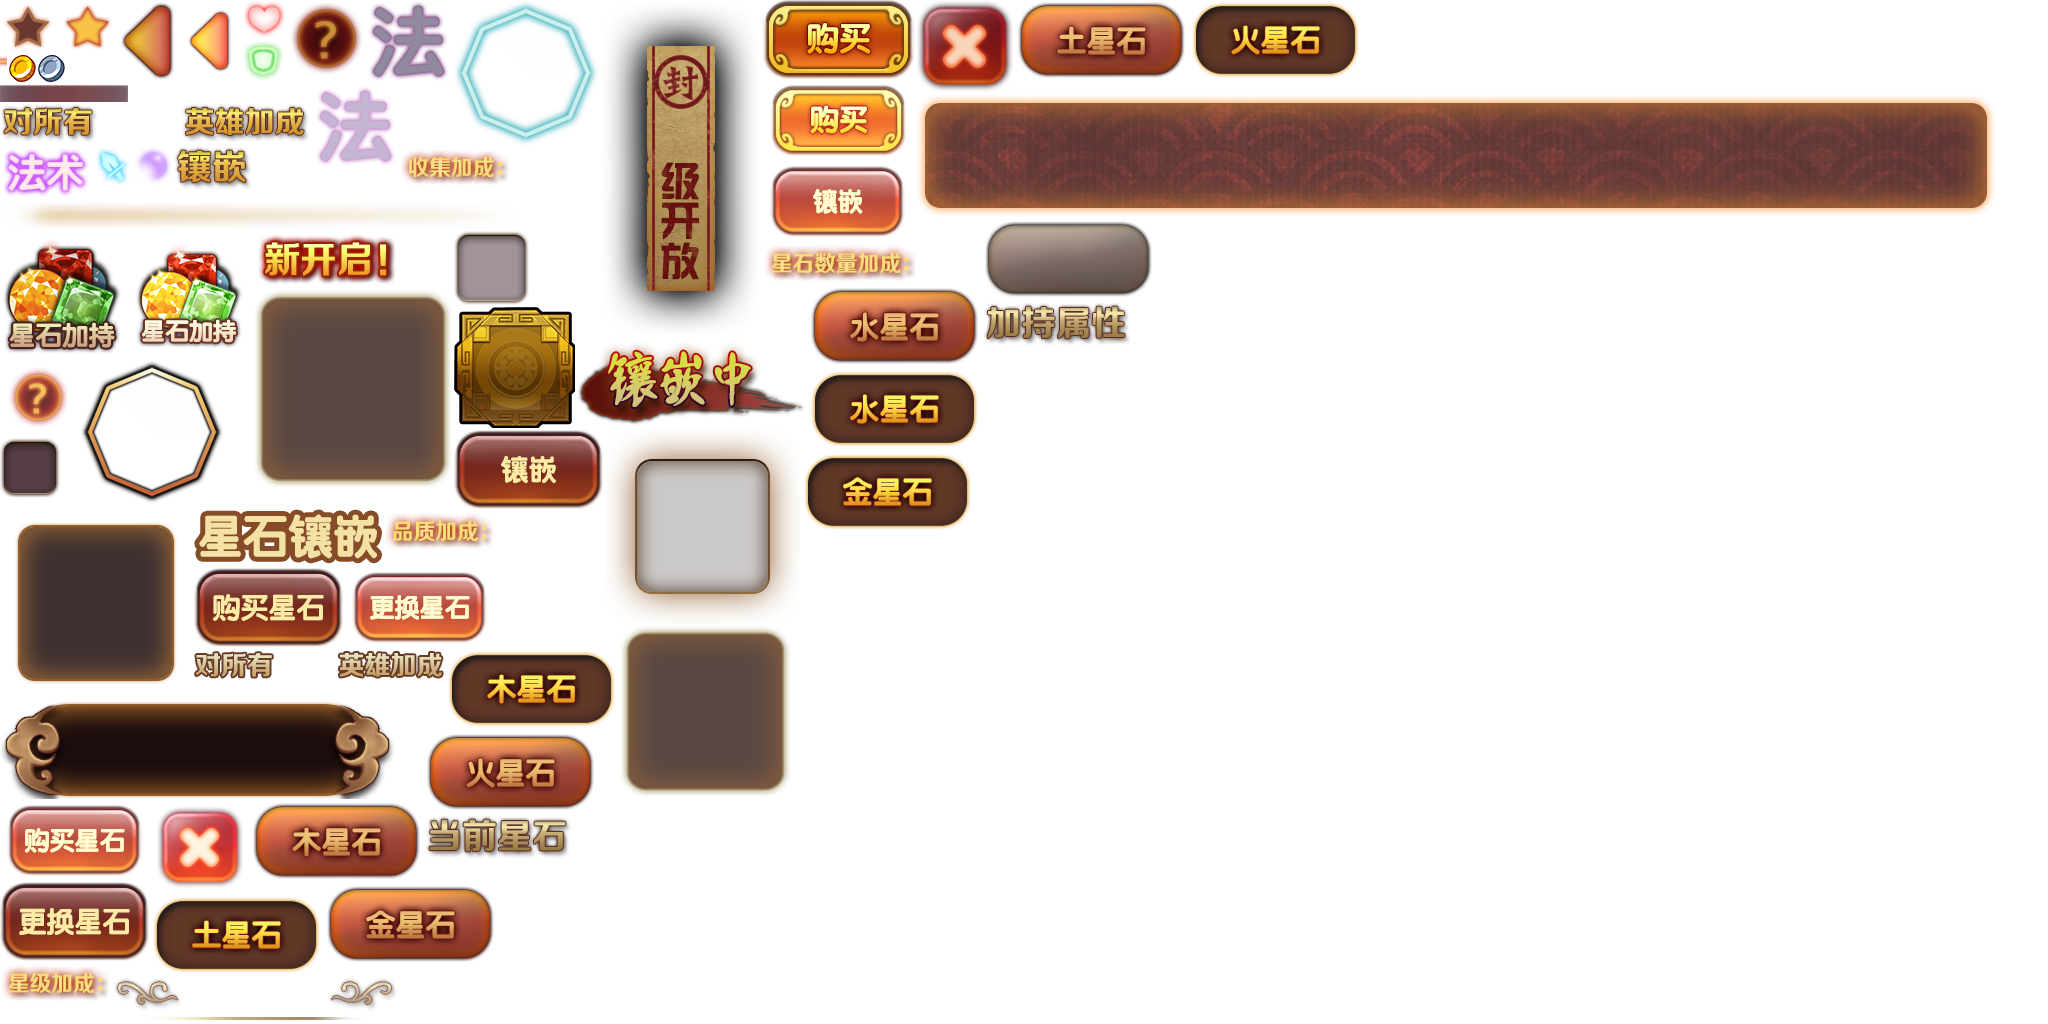 ?
法
购买
土星石
火星石
封
级开放
对所有
英雄加成
法
购买
法术
镶嵌
收集加成:
镶嵌
新开启!
星石数量加成:
星石加持
星石加持
水星石
加持属性
镶嵌中
?
水星石
镶嵌
金星石
星石镶嵌
品质加成:
购买星石
更换星石
对所有
英雄加成
木星石
火星石
购买星石
木星石
当前星石
更换星石
土星石
金星石
星级加成: